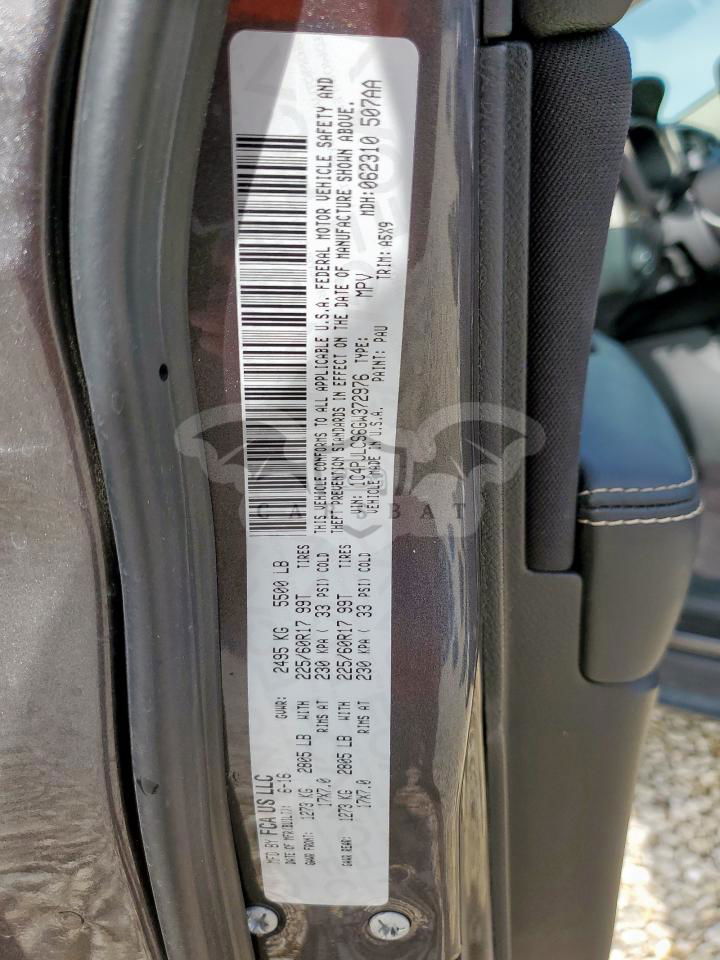 MFD BY FCA US LLC
DATE OF MFR(BUILT): 6-16 GVWR: 2495 KG 5500 LB
GAWR FRONT: 1273 KG 2805 LB WITH 225/60R17 99T TIRES
17X7.0 RIMS AT 230 KPA ( 33 PSI) COLD
GAWR REAR: 1273 KG 2805 LB WITH 225/60R17 99T TIRES
17X7.0 RIMS AT 230 KPA ( 33 PSI) COLD
THIS VEHICLE CONFORMS TO ALL APPLICABLE U.S.A. FEDERAL MOTOR VEHICLE SAFETY AND
THEFT PREVENTION STANDARDS IN EFFECT ON THE DATE OF MANUFACTURE SHOWN ABOVE.
VIN: 1C4PJLCS6GW372976 TYPE: MPV MDH:062310 507AA
VEHICLE MADE IN U.S.A. PAINT: PAU TRIM: A5X9